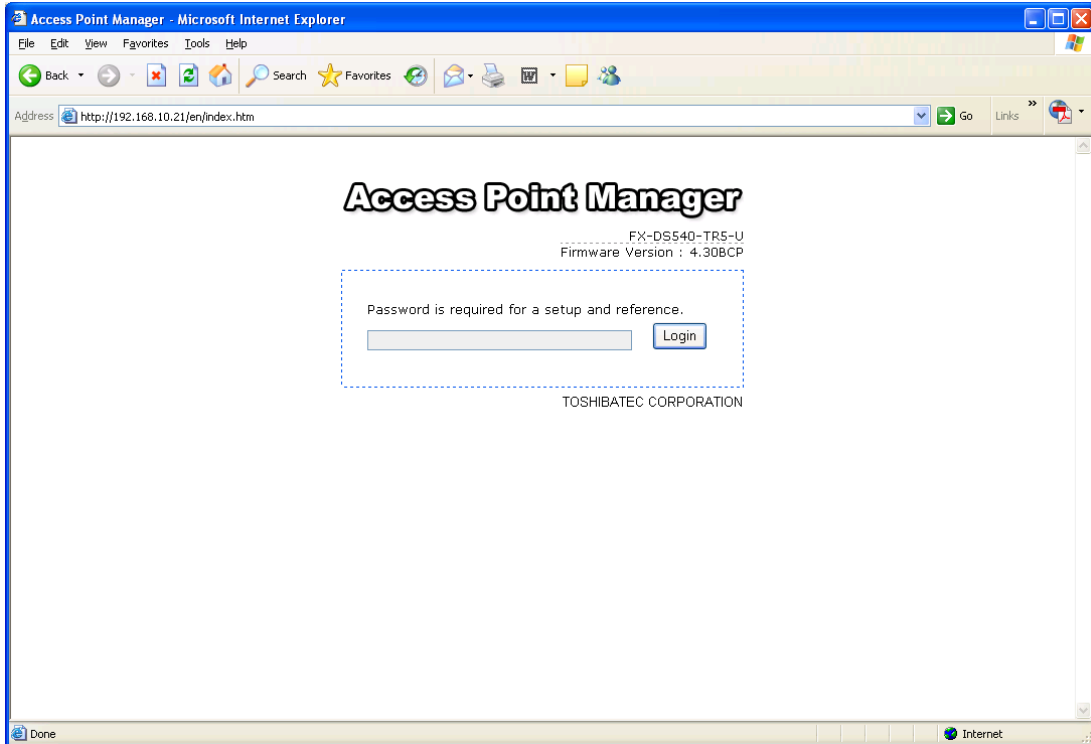 Access Point Manager - Microsoft Internet Explorer
File Edit View Favorites Tools Help
Back Search Favorites
Address http://192.168.10.21/en/index.htm Go Links »
Access Point Manager
FX-DS540-TR5-U
Firmware Version : 4.30BCP
Password is required for a setup and reference.
Login
TOSHIBATEC CORPORATION
Done Internet